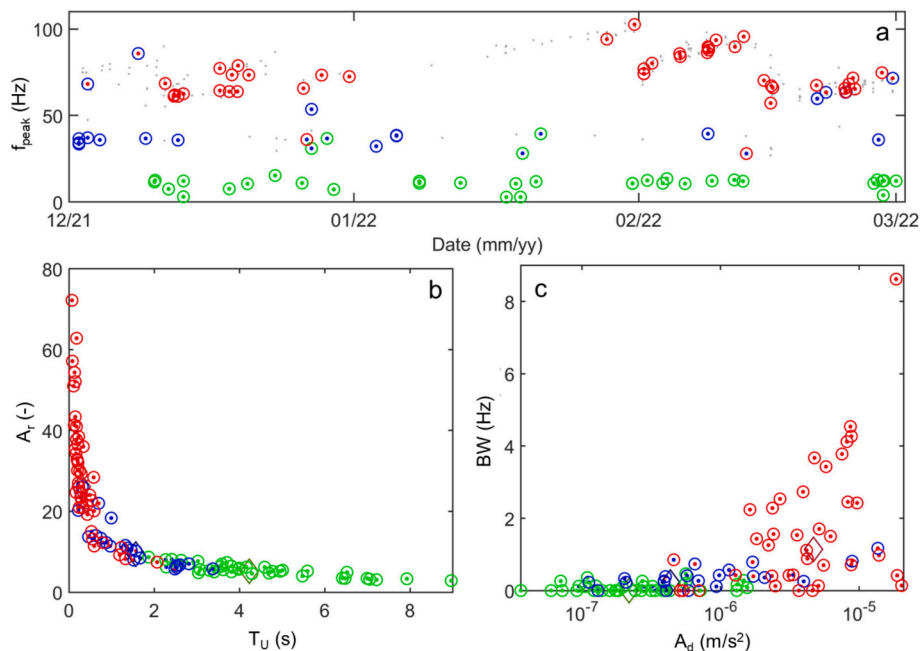 a
100
50
0
f_peak (Hz)
12/21 01/22 02/22 03/22
Date (mm/yy)
b
80
60
40
20
0
A_r (-)
0 2 4 6 8
T_U (s)
c
8
6
4
2
0
BW (Hz)
10^-7 10^-6 10^-5
A_d (m/s²)